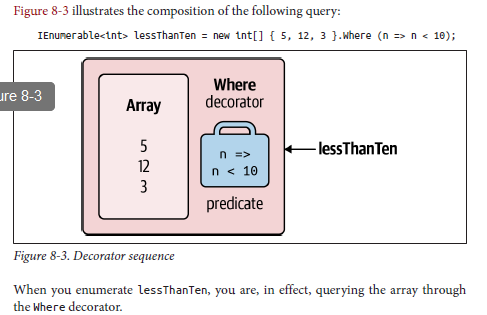 Figure 8-3 illustrates the composition of the following query:
IEnumerable<int> lessThanTen = new int[] { 5, 12, 3 }.Where (n => n < 10);
ure 8-3
Array
5
12
3
Where
decorator
n =>
n < 10
predicate
lessThanTen
Figure 8-3. Decorator sequence
When you enumerate lessThanTen, you are, in effect, querying the array through
the Where decorator.